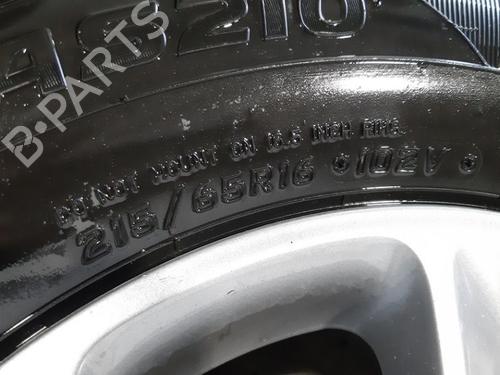 AS210
B-PARTS
DO NOT MOUNT ON 16.5 INCH RIMS.
215/65R16 102V